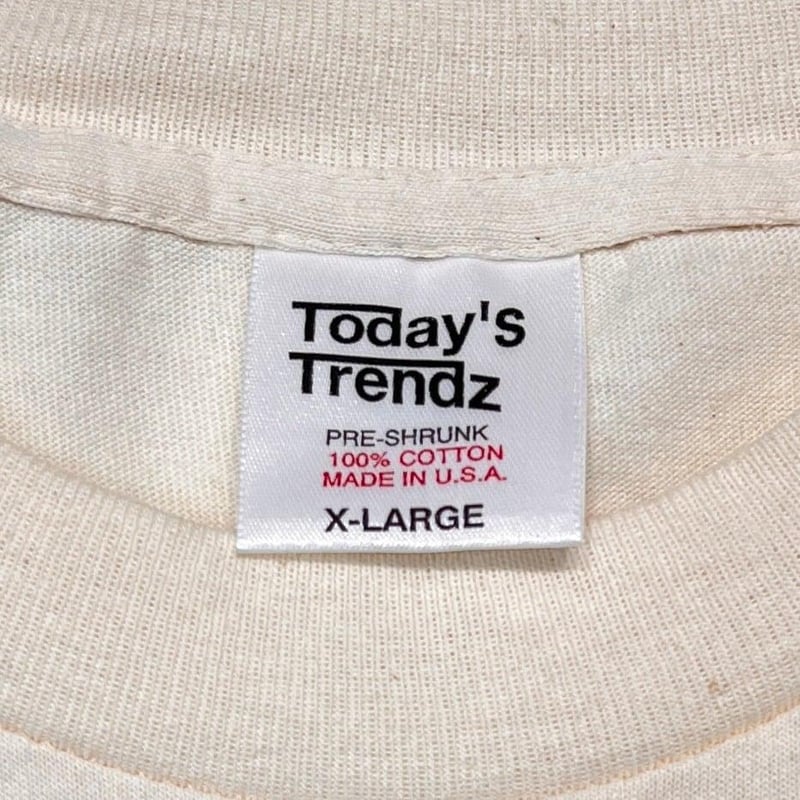 Today's
Trendz
PRE-SHRUNK
100% COTTON
MADE IN U.S.A.
X-LARGE